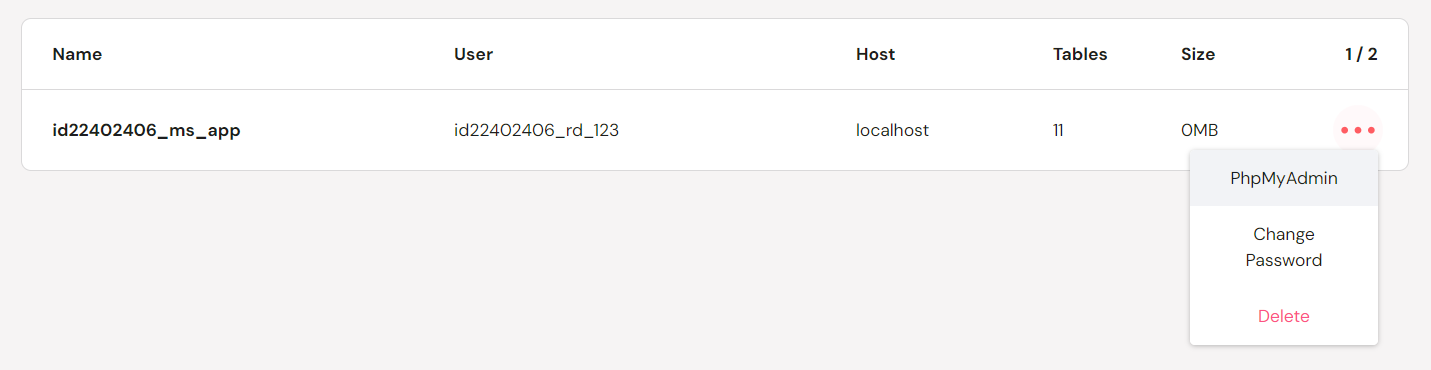 Name User Host Tables Size 1 / 2
id22402406_ms_app id22402406_rd_123 localhost 11 0MB
PhpMyAdmin
Change
Password
Delete